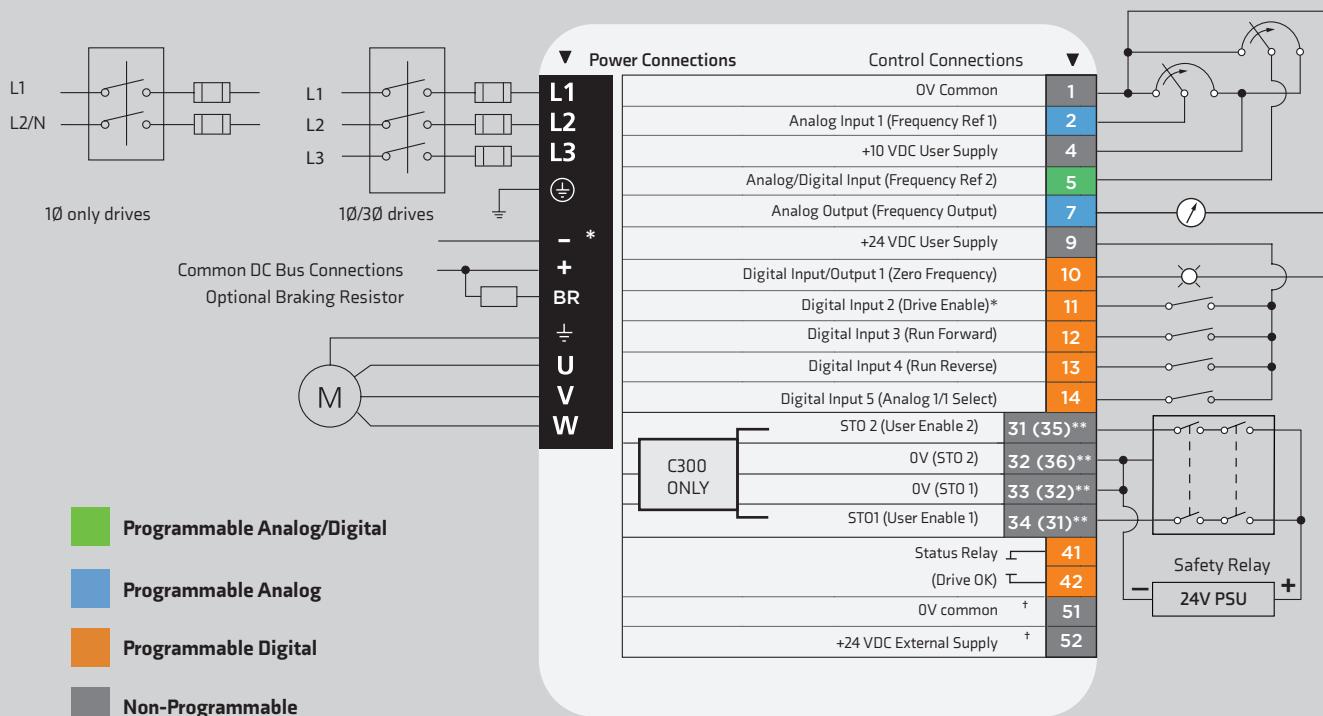 Power Connections
Control Connections
L1
L2/N
1Ø only drives
L1
L2
L3
1Ø/3Ø drives
Common DC Bus Connections
Optional Braking Resistor
M
L1
L2
L3
– *
+
BR
U
V
W
0V Common 1
Analog Input 1 (Frequency Ref 1) 2
+10 VDC User Supply 4
Analog/Digital Input (Frequency Ref 2) 5
Analog Output (Frequency Output) 7
+24 VDC User Supply 9
Digital Input/Output 1 (Zero Frequency) 10
Digital Input 2 (Drive Enable)* 11
Digital Input 3 (Run Forward) 12
Digital Input 4 (Run Reverse) 13
Digital Input 5 (Analog 1/1 Select) 14
C300
ONLY
STO 2 (User Enable 2) 31 (35)**
0V (STO 2) 32 (36)**
0V (STO 1) 33 (32)**
STO1 (User Enable 1) 34 (31)**
Status Relay 41
(Drive OK) 42
0V common † 51
+24 VDC External Supply † 52
Safety Relay
– 24V PSU +
Programmable Analog/Digital
Programmable Analog
Programmable Digital
Non-Programmable